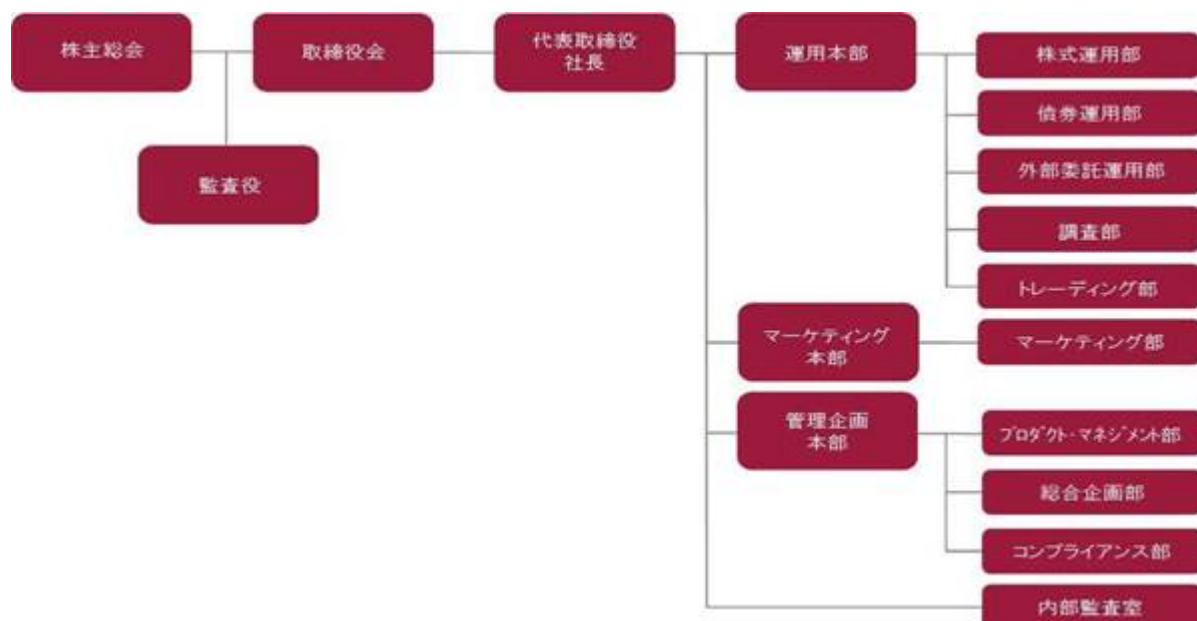 株主総会
取締役会
代表取締役
社長
運用本部
株式運用部
債券運用部
監査役
外部委託運用部
調査部
トレーディング部
マーケティング
本部
マーケティング部
管理企画
本部
プロダクト・マネジメント部
総合企画部
コンプライアンス部
内部監査室